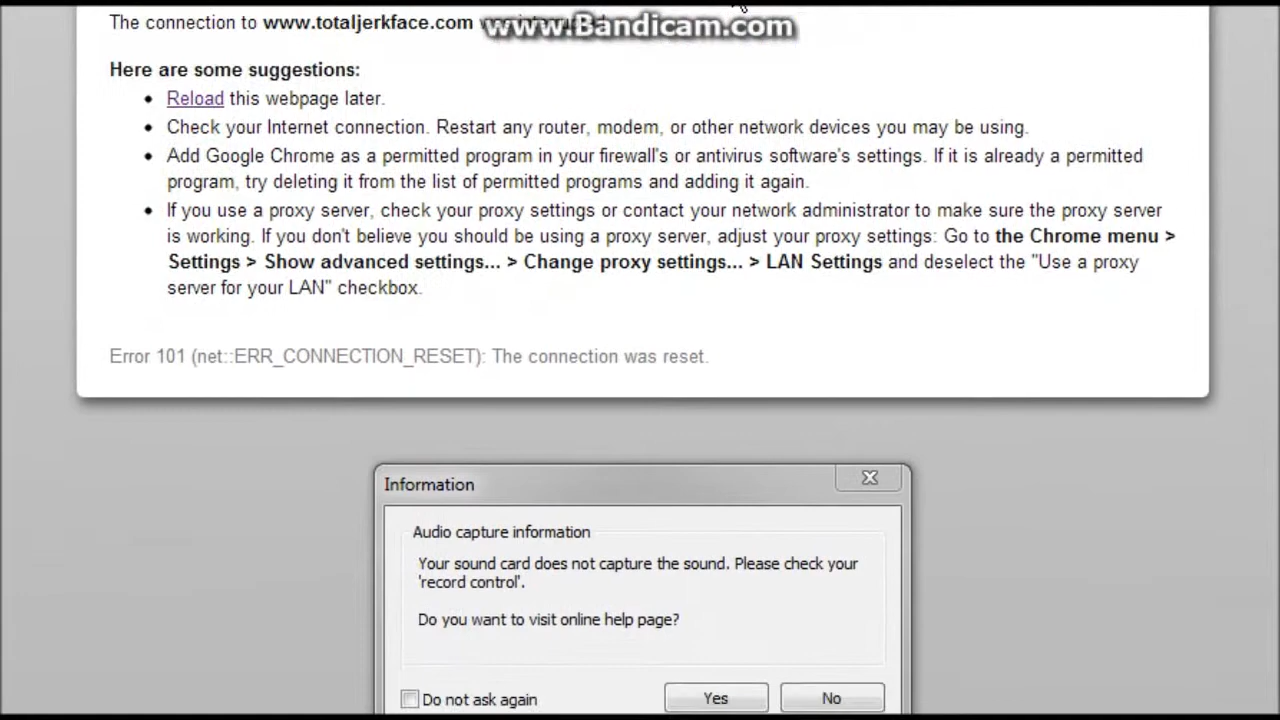 The connection to www.totaljerkface.com was interrupted.
www.Bandicam.com
Here are some suggestions:
Reload this webpage later.
Check your Internet connection. Restart any router, modem, or other network devices you may be using.
Add Google Chrome as a permitted program in your firewall's or antivirus software's settings. If it is already a permitted
program, try deleting it from the list of permitted programs and adding it again.
If you use a proxy server, check your proxy settings or contact your network administrator to make sure the proxy server
is working. If you don't believe you should be using a proxy server, adjust your proxy settings: Go to the Chrome menu >
Settings > Show advanced settings... > Change proxy settings... > LAN Settings and deselect the "Use a proxy
server for your LAN" checkbox.
Error 101 (net::ERR_CONNECTION_RESET): The connection was reset.
Information
Audio capture information
Your sound card does not capture the sound. Please check your
'record control'.
Do you want to visit online help page?
Do not ask again
Yes
No